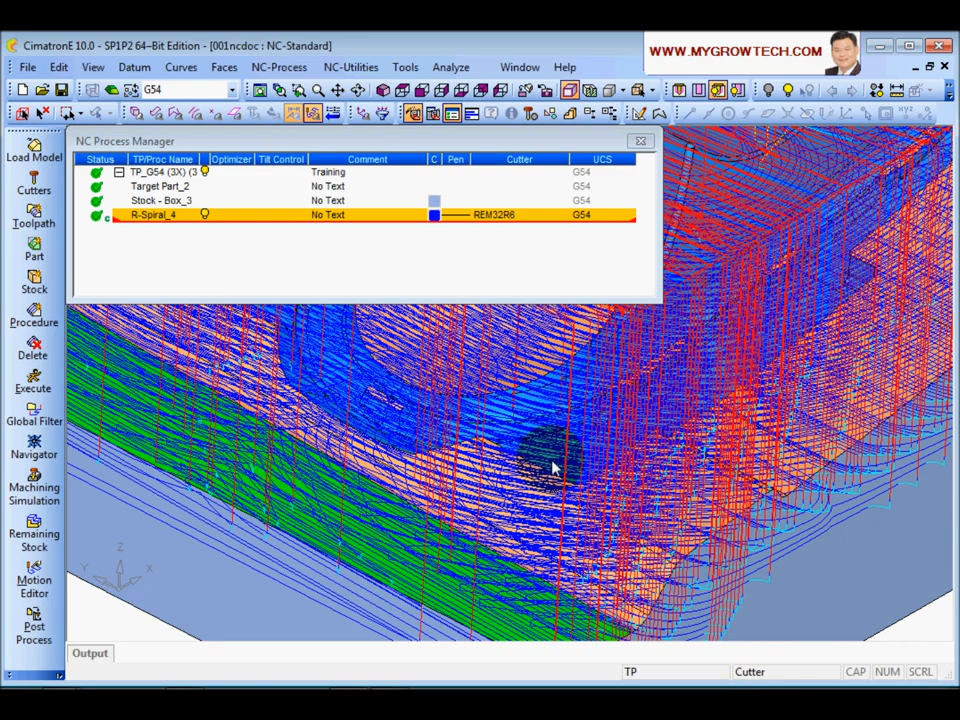 CimatronE 10.0 - SP1P2 64–Bit Edition - [001ncdoc : NC-Standard]
WWW.MYGROWTECH.COM
File Edit View Datum Curves Faces NC-Process NC-Utilities Tools Analyze Window Help
G54
NC Process Manager
Status TP/Proc Name Optimizer Tilt Control Comment C Pen Cutter UCS
TP_G54 (3X) (3 Training G54
Target Part_2 No Text G54
Stock - Box_3 No Text G54
c R-Spiral_4 No Text REM32R6 G54
Load Model
Cutters
Toolpath
Part
Stock
Procedure
Delete
Execute
Global Filter
Navigator
Machining
Simulation
Remaining
Stock
Motion
Editor
Post
Process
Z
Y X
Output
TP Cutter CAP NUM SCRL